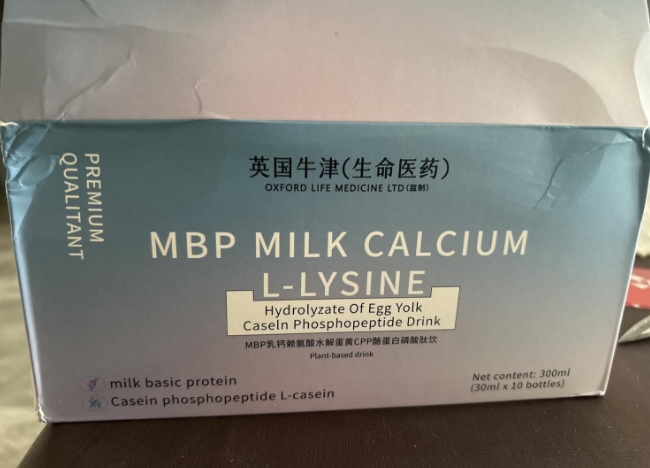 PREMIUM
QUALITANT
英国牛津(生命医药)
OXFORD LIFE MEDICINE LTD(监制)
MBP MILK CALCIUM
L-LYSINE
Hydrolyzate Of Egg Yolk
Caseln Phosphopeptide Drink
MBP乳钙赖氨酸水解蛋黄CPP酪蛋白磷酸肽饮
Plant-based drink
milk basic protein
Casein phosphopeptide L-casein
Net content: 300ml
(30ml x 10 bottles)